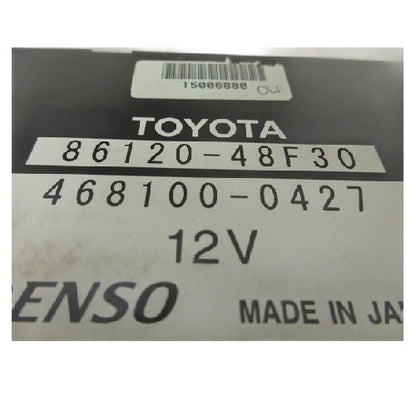 15006880
TOYOTA
86120-48F30
468100-0427
12V
ENSO MADE IN JA